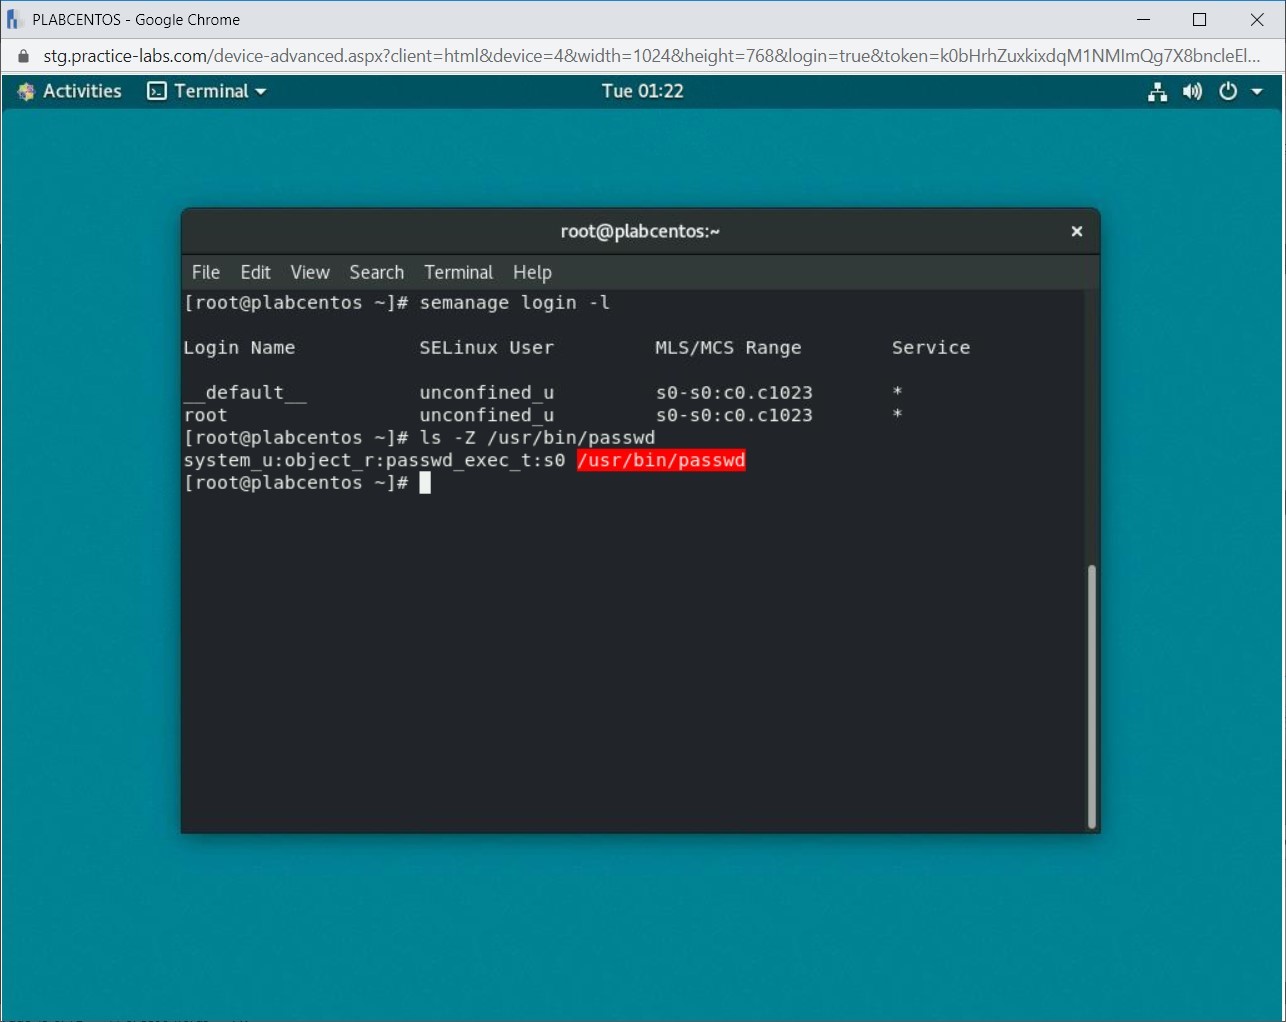 PLABCENTOS - Google Chrome
stg.practice-labs.com/device-advanced.aspx?client=html&device=4&width=1024&height=768&login=true&token=k0bHrhZuxkixdqM1NMImQg7X8bncleEl...
Activities Terminal Tue 01:22
root@plabcentos:~
File Edit View Search Terminal Help
[root@plabcentos ~]# semanage login -l
Login Name SELinux User MLS/MCS Range Service
__default__ unconfined_u s0-s0:c0.c1023 *
root unconfined_u s0-s0:c0.c1023 *
[root@plabcentos ~]# ls -Z /usr/bin/passwd
system_u:object_r:passwd_exec_t:s0 /usr/bin/passwd
[root@plabcentos ~]#